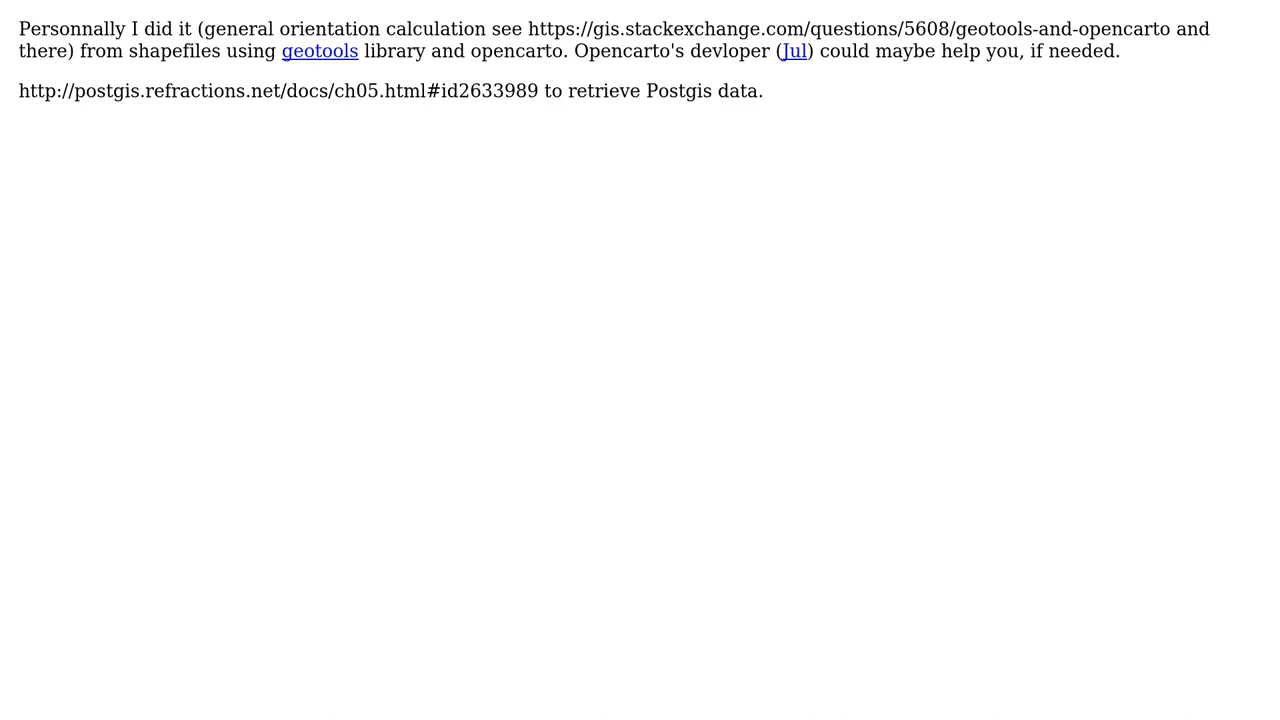 Personnally I did it (general orientation calculation see https://gis.stackexchange.com/questions/5608/geotools-and-opencarto and
there) from shapefiles using geotools library and opencarto. Opencarto's devloper (Jul) could maybe help you, if needed.
http://postgis.refractions.net/docs/ch05.html#id2633989 to retrieve Postgis data.